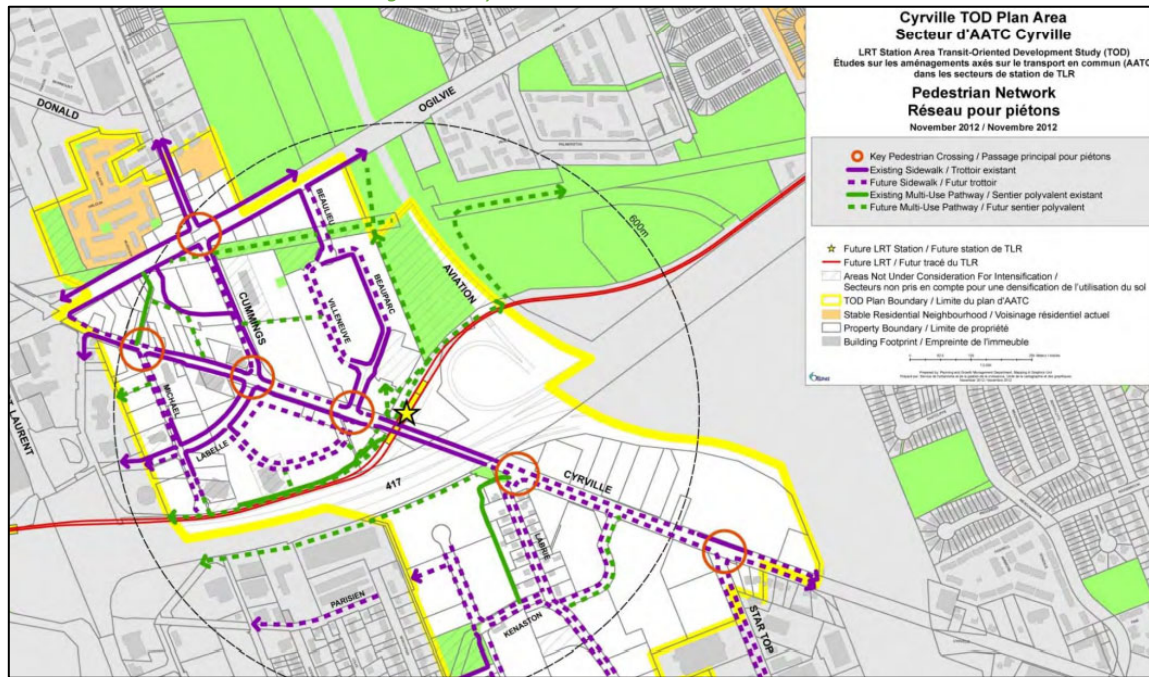 Cyrville TOD Plan Area
Secteur d'AATC Cyrville
LRT Station Area Transit-Oriented Development Study (TOD)
Études sur les aménagements axés sur le transport en commun (AATC)
dans les secteurs de station de TLR
Pedestrian Network
Réseau pour piétons
November 2012 / Novembre 2012
Key Pedestrian Crossing / Passage principal pour piétons
Existing Sidewalk / Trottoir existant
Future Sidewalk / Futur trottoir
Existing Multi-Use Pathway / Sentier polyvalent existant
Future Multi-Use Pathway / Futur sentier polyvalent
Future LRT Station / Future station de TLR
Future LRT / Futur tracé du TLR
Areas Not Under Consideration For Intensification /
Secteurs non pris en compte pour une densification de l'utilisation du sol
TOD Plan Boundary / Limite du plan d'AATC
Stable Residential Neighbourhood / Voisinage résidentiel actuel
Property Boundary / Limite de propriété
Building Footprint / Empreinte de l'immeuble
DONALD
OGILVIE
BEAULIEU
600m
AVIATION
CUMMINGS
VILLENEUVE
BEAUPARC
MICHAEL
LAURENT
LABELLE
417
CYRVILLE
LABRIE
PARISIEN
KENASTON
STAR TOP